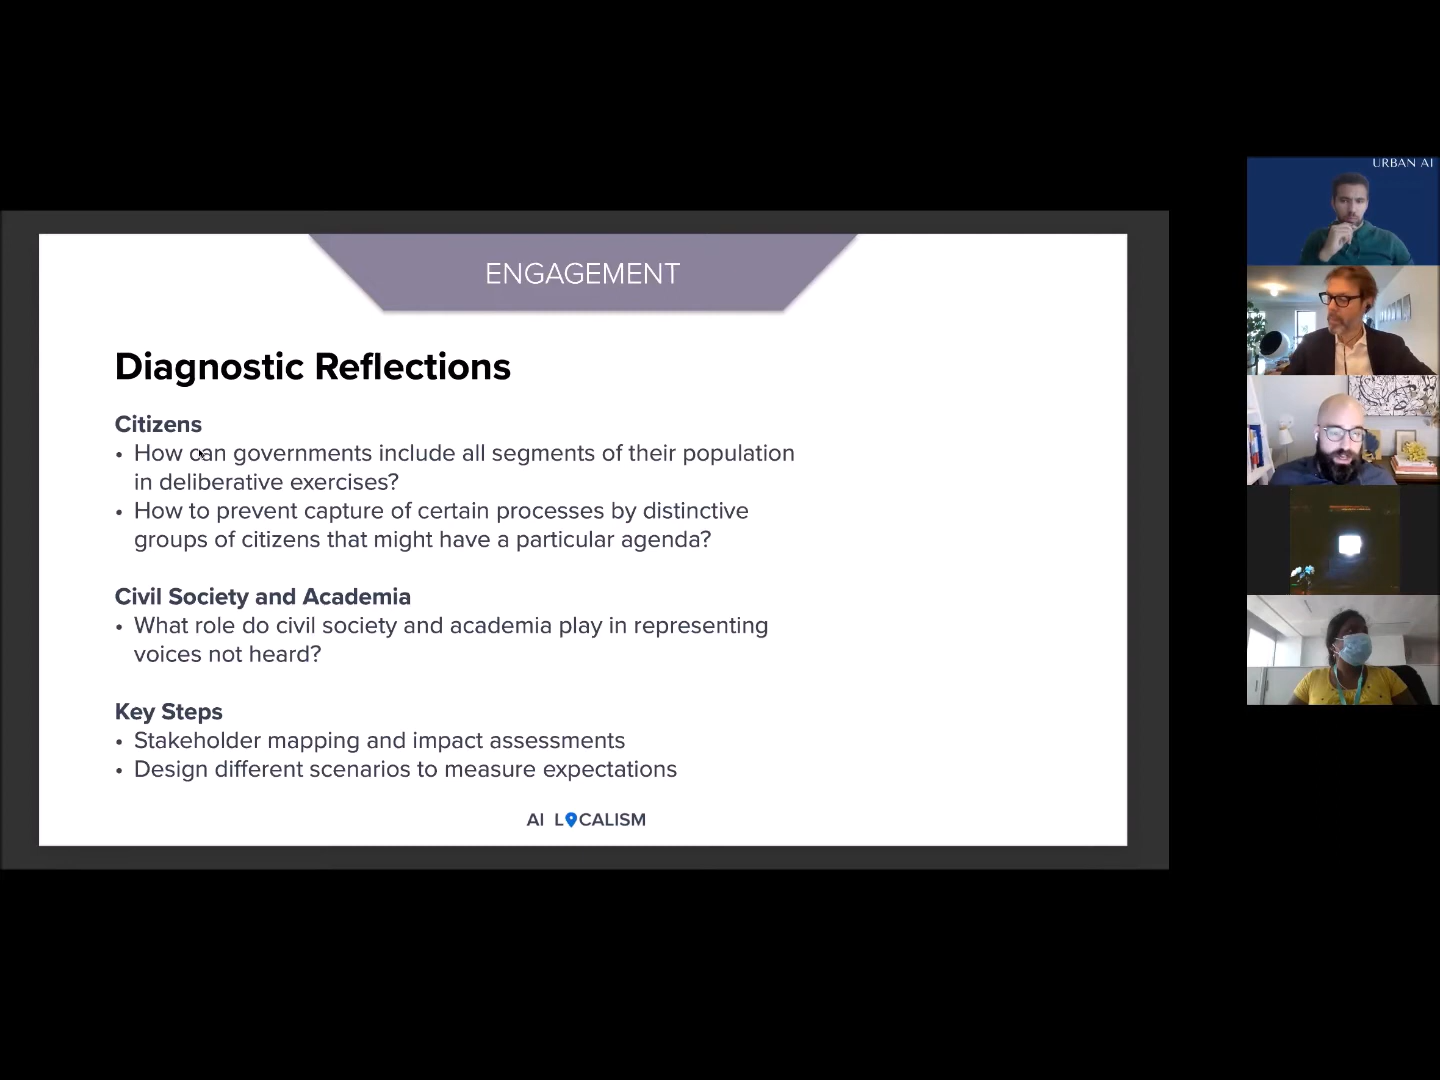 URBAN AI
ENGAGEMENT
Diagnostic Reflections
Citizens
• How can governments include all segments of their population
in deliberative exercises?
• How to prevent capture of certain processes by distinctive
groups of citizens that might have a particular agenda?
Civil Society and Academia
• What role do civil society and academia play in representing
voices not heard?
Key Steps
• Stakeholder mapping and impact assessments
• Design different scenarios to measure expectations
AI LOCALISM